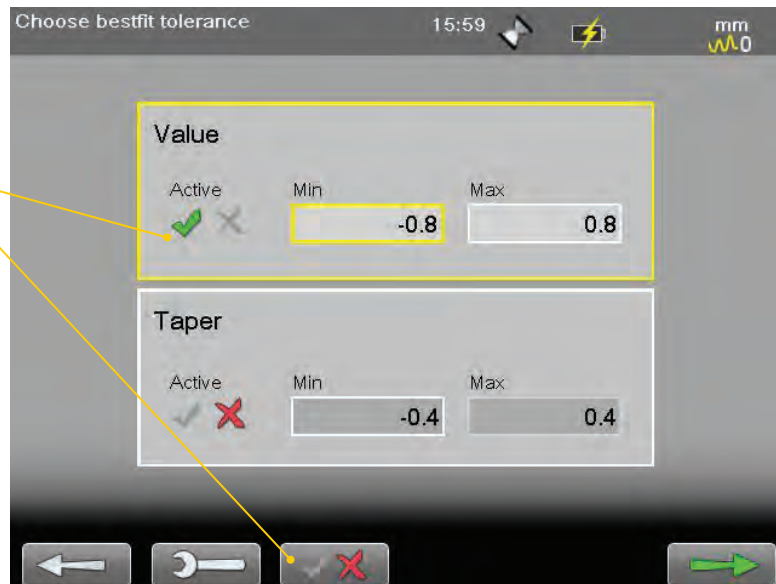 Choose bestfit tolerance 15:59 mm
0
Value
Active Min Max
-0.8 0.8
Taper
Active Min Max
-0.4 0.4